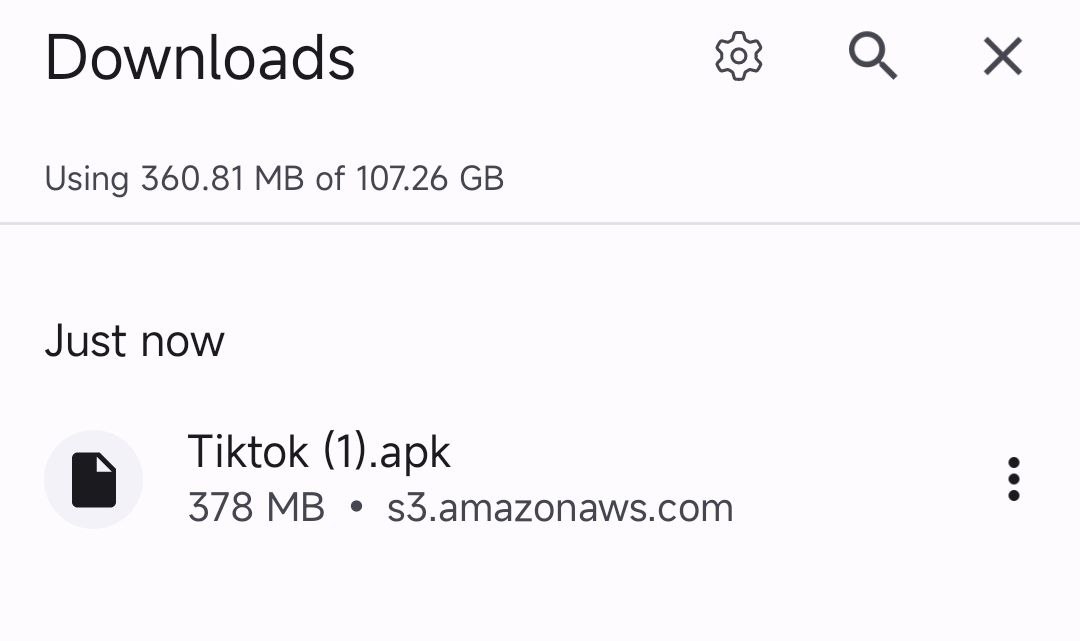 Downloads
Using 360.81 MB of 107.26 GB
Just now
Tiktok (1).apk
378 MB • s3.amazonaws.com